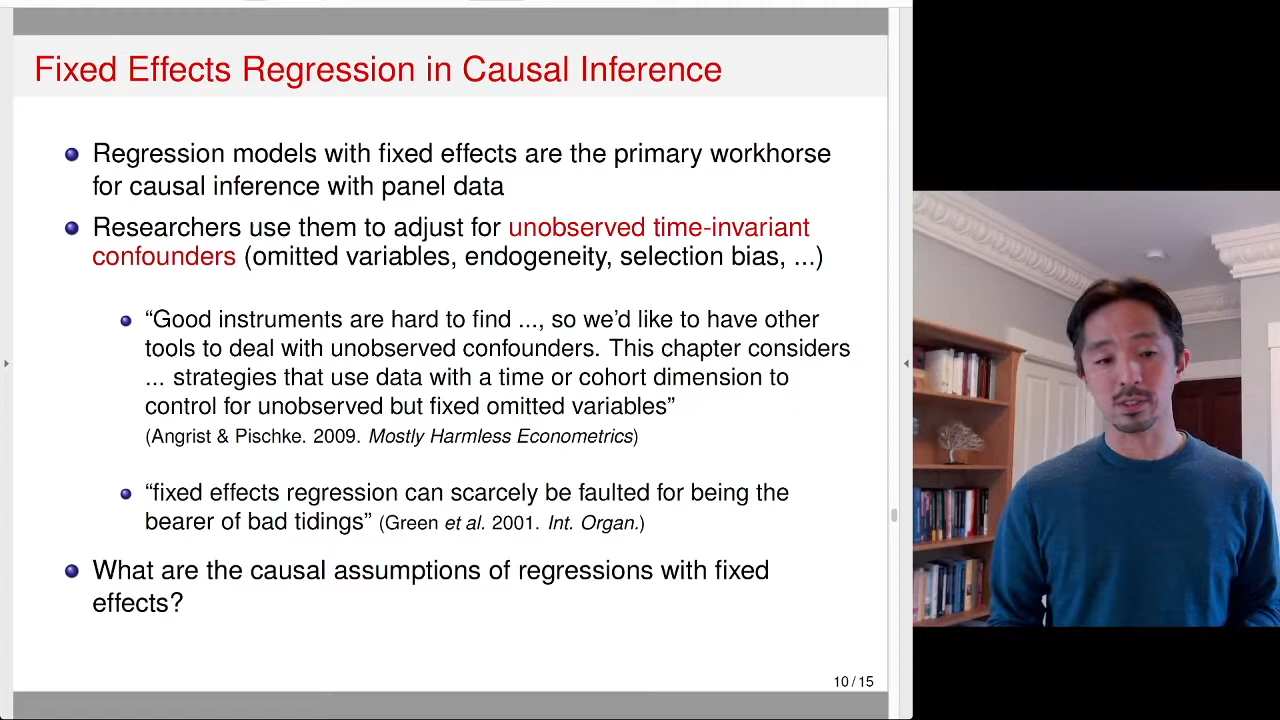 Fixed Effects Regression in Causal Inference
Regression models with fixed effects are the primary workhorse
for causal inference with panel data
Researchers use them to adjust for unobserved time-invariant
confounders (omitted variables, endogeneity, selection bias, ...)
“Good instruments are hard to find ..., so we’d like to have other
tools to deal with unobserved confounders. This chapter considers
... strategies that use data with a time or cohort dimension to
control for unobserved but fixed omitted variables”
(Angrist & Pischke. 2009. Mostly Harmless Econometrics)
“fixed effects regression can scarcely be faulted for being the
bearer of bad tidings” (Green et al. 2001. Int. Organ.)
What are the causal assumptions of regressions with fixed
effects?
10 / 15